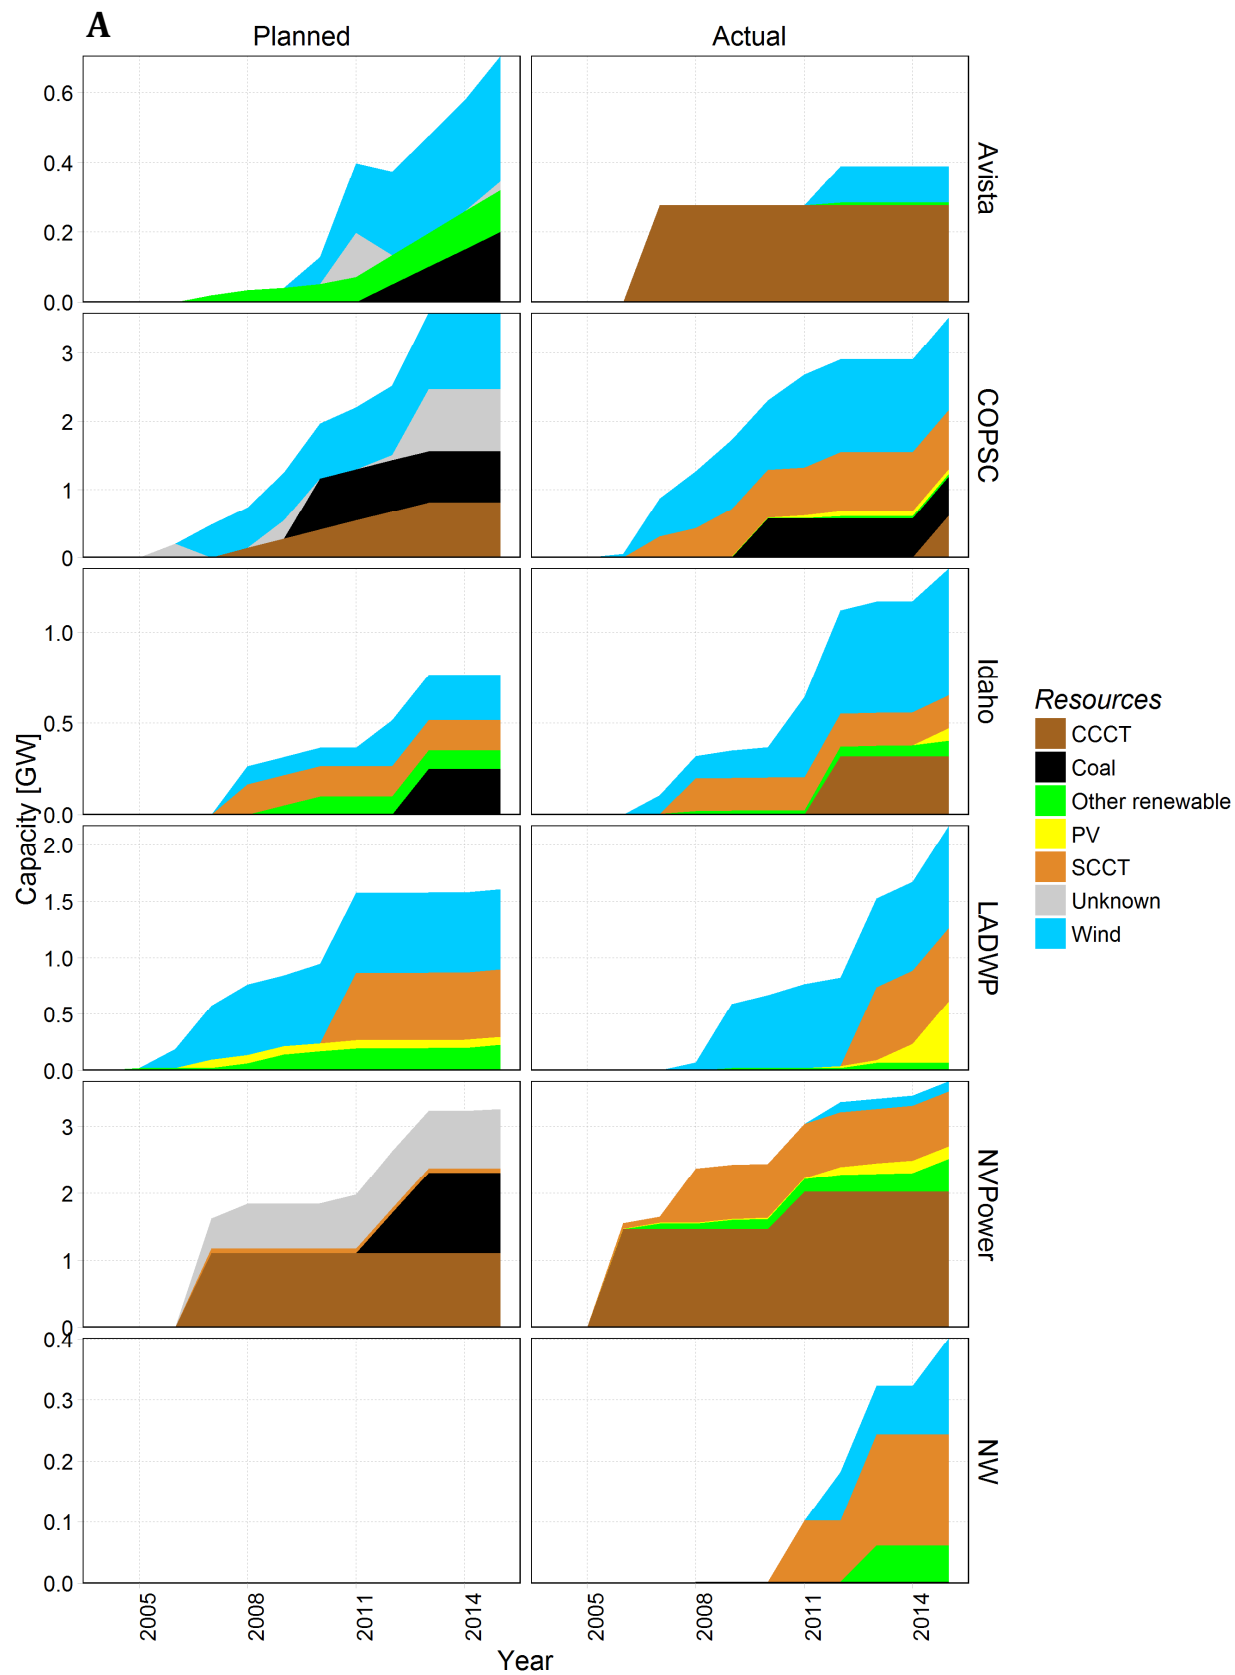 A
Planned
Actual
0.6
0.4
0.2
0.0
Avista
3
2
1
0
COPSC
1.0
0.5
0.0
Idaho
2.0
1.5
1.0
0.5
0.0
LADWP
3
2
1
0
NVPower
0.4
0.3
0.2
0.1
0.0
NW
Capacity [GW]
2005
2008
2011
2014
2005
2008
2011
2014
Year
Resources
CCCT
Coal
Other renewable
PV
SCCT
Unknown
Wind